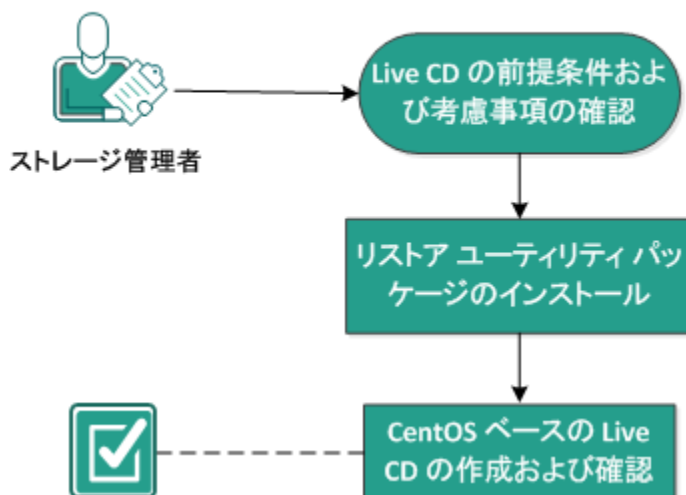 Live CD の前提条件およ
び考慮事項の確認
ストレージ管理者
リストア ユーティリティ パッ
ケージのインストール
CentOS ベースの Live
CD の作成および確認